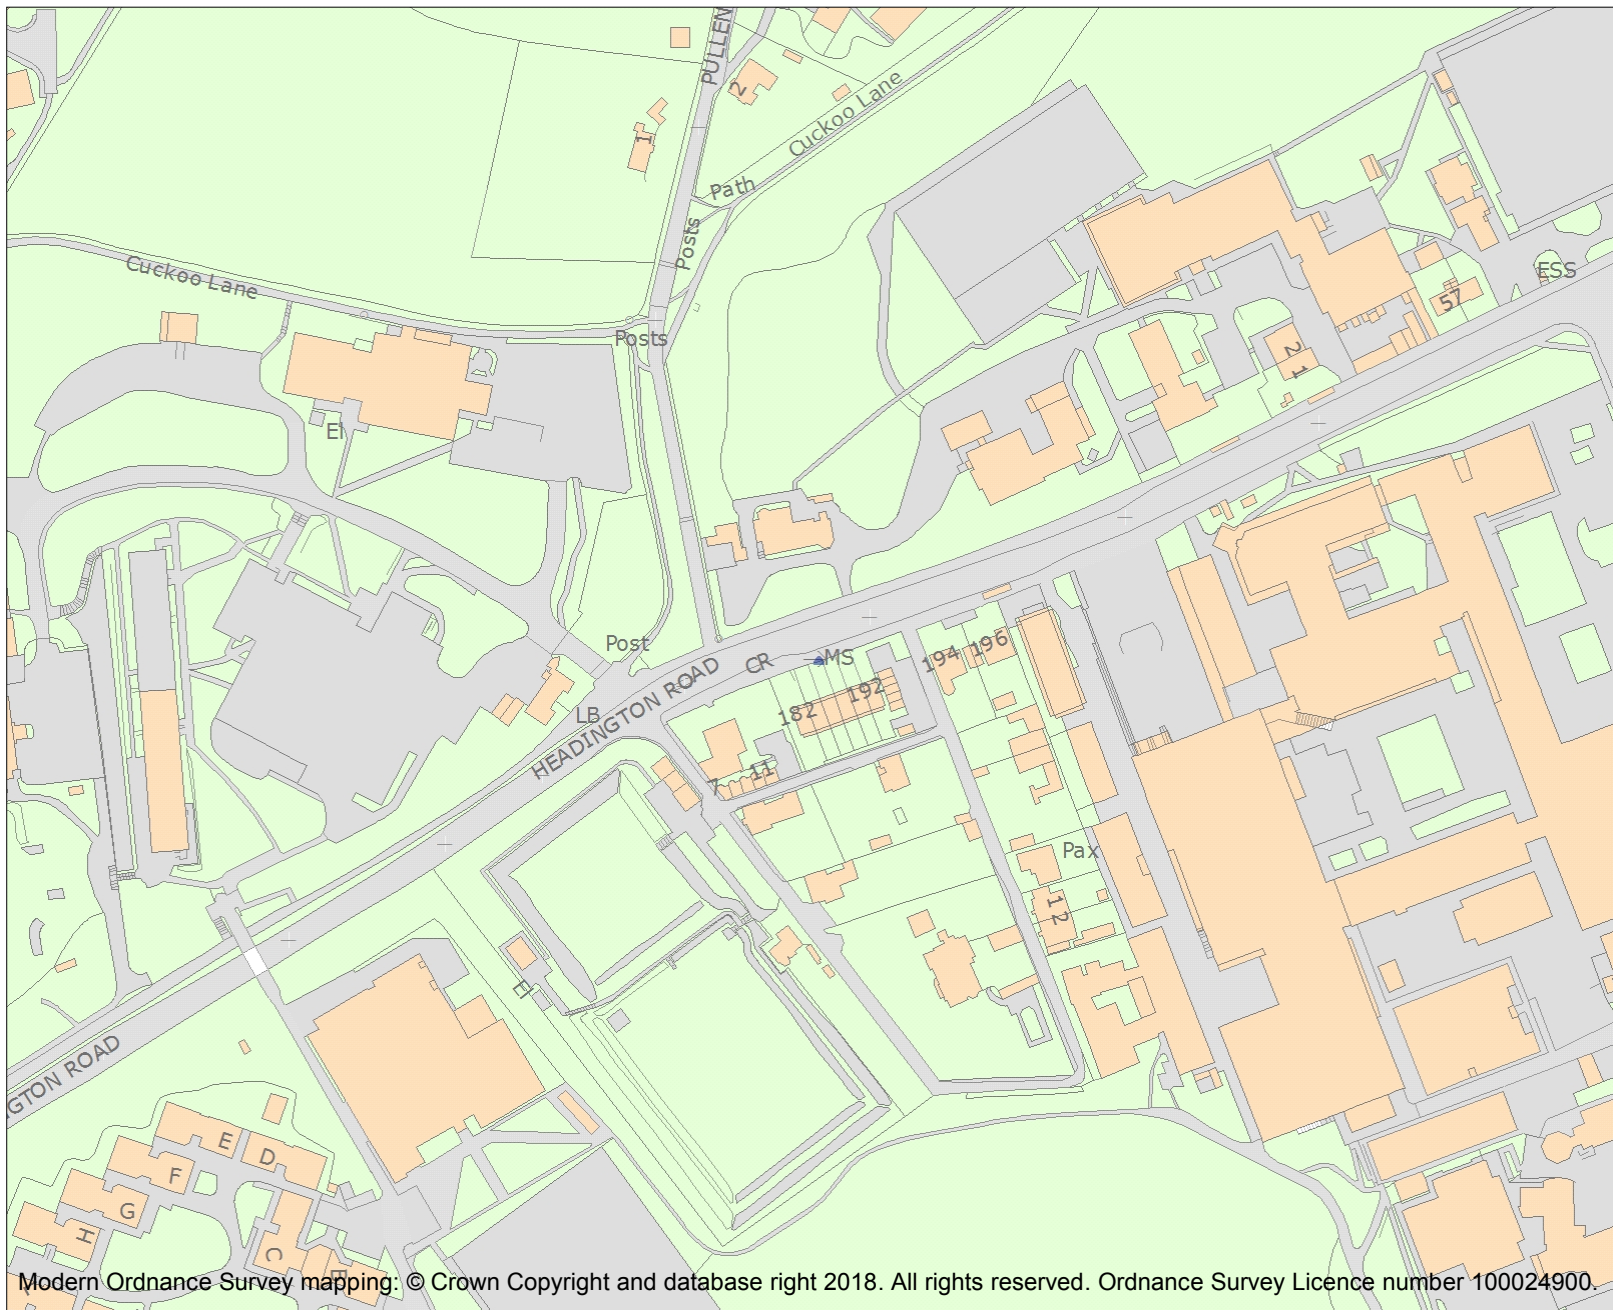 PULLEN
2
1
Cuckoo Lane
Path
Posts
Cuckoo Lane
ESS
57
Posts
2 1
El
Post
MS
194
196
HEADINGTON ROAD
CR
192
182
LB
7
11
Pax
1 2
El
GTON ROAD
E
D
F
G
H
C
B
Modern Ordnance Survey mapping: © Crown Copyright and database right 2018. All rights reserved. Ordnance Survey Licence number 100024900.